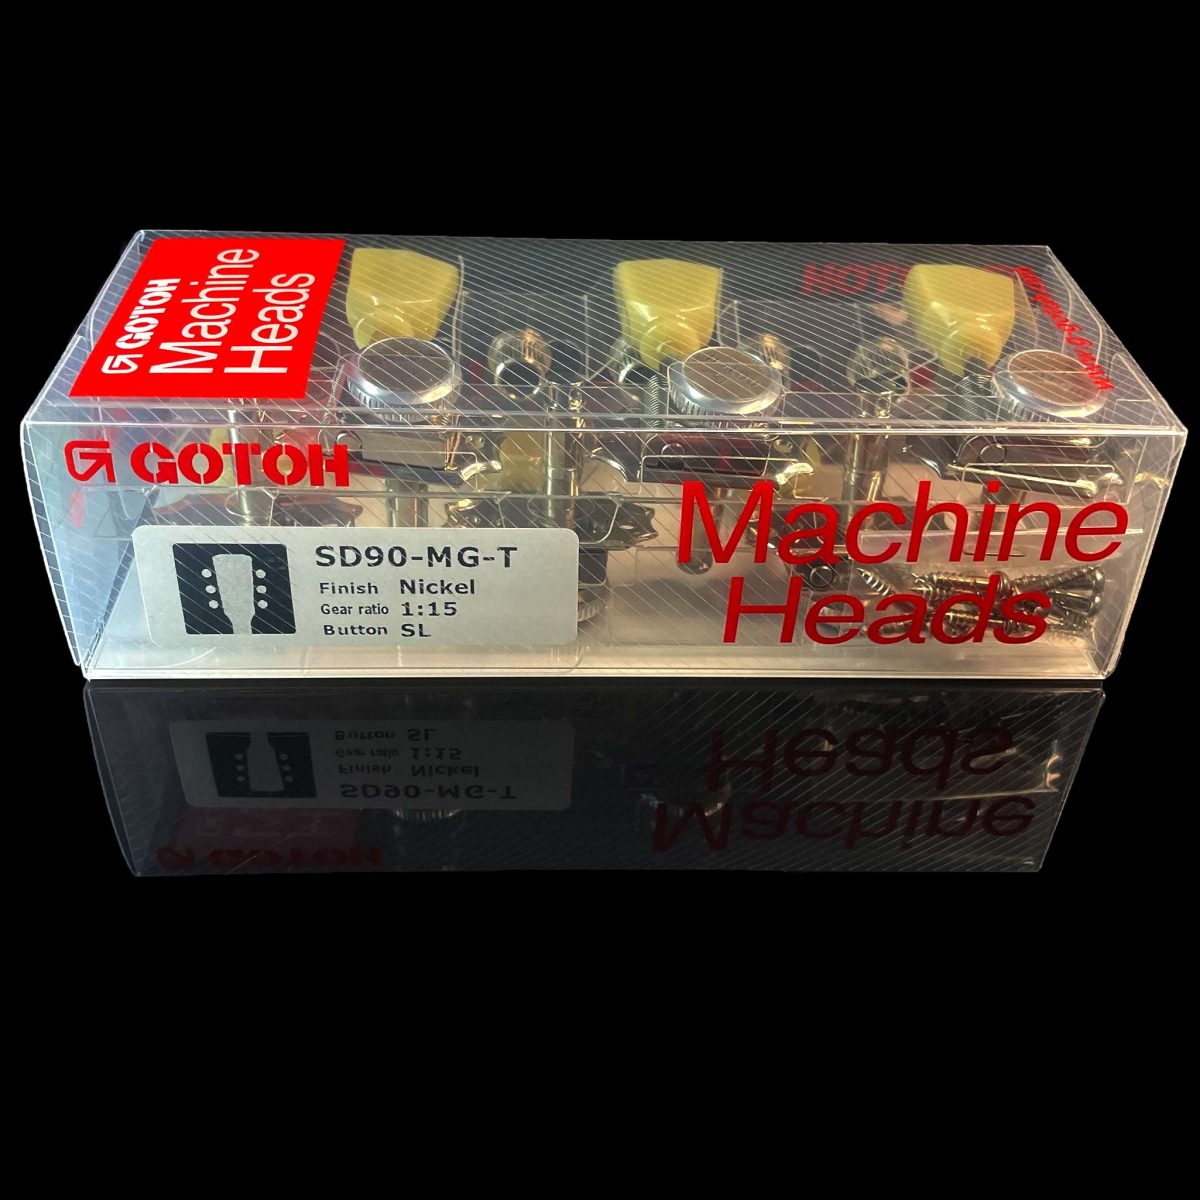 GOTOH
Machine
Heads
GOTOH
Machine
Heads
SD90-MG-T
Finish Nickel
Gear ratio 1:15
Button SL